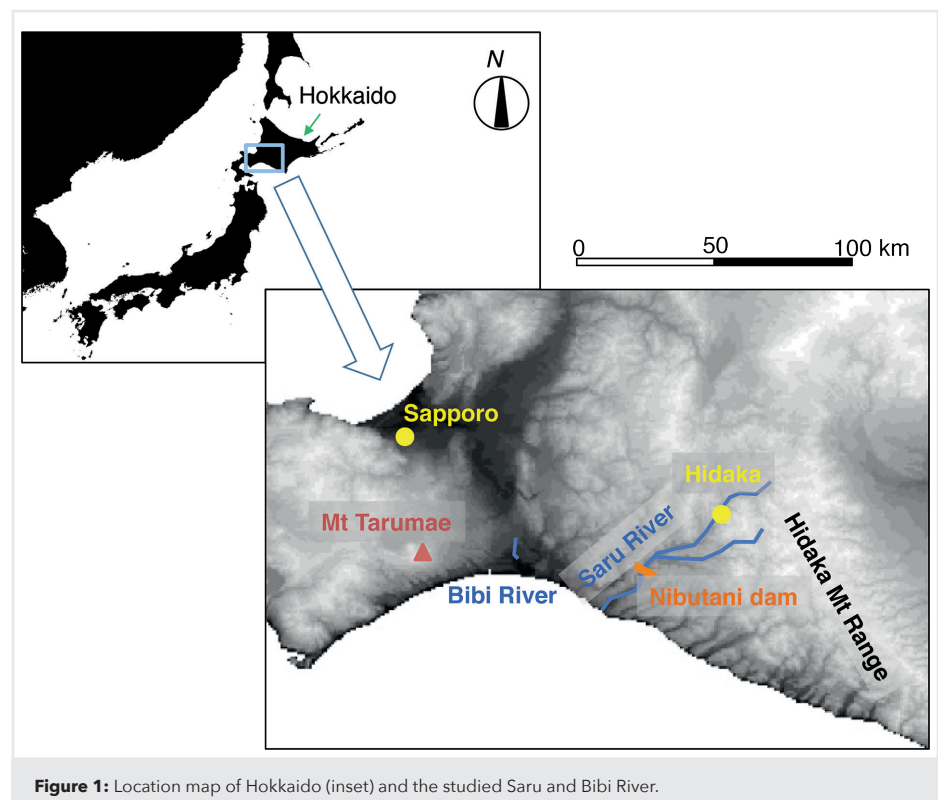 N
Hokkaido
0 50 100 km
Sapporo
Hidaka
Mt Tarumae
Saru River
Hidaka Mt Range
Bibi River
Nibutani dam
Figure 1: Location map of Hokkaido (inset) and the studied Saru and Bibi River.